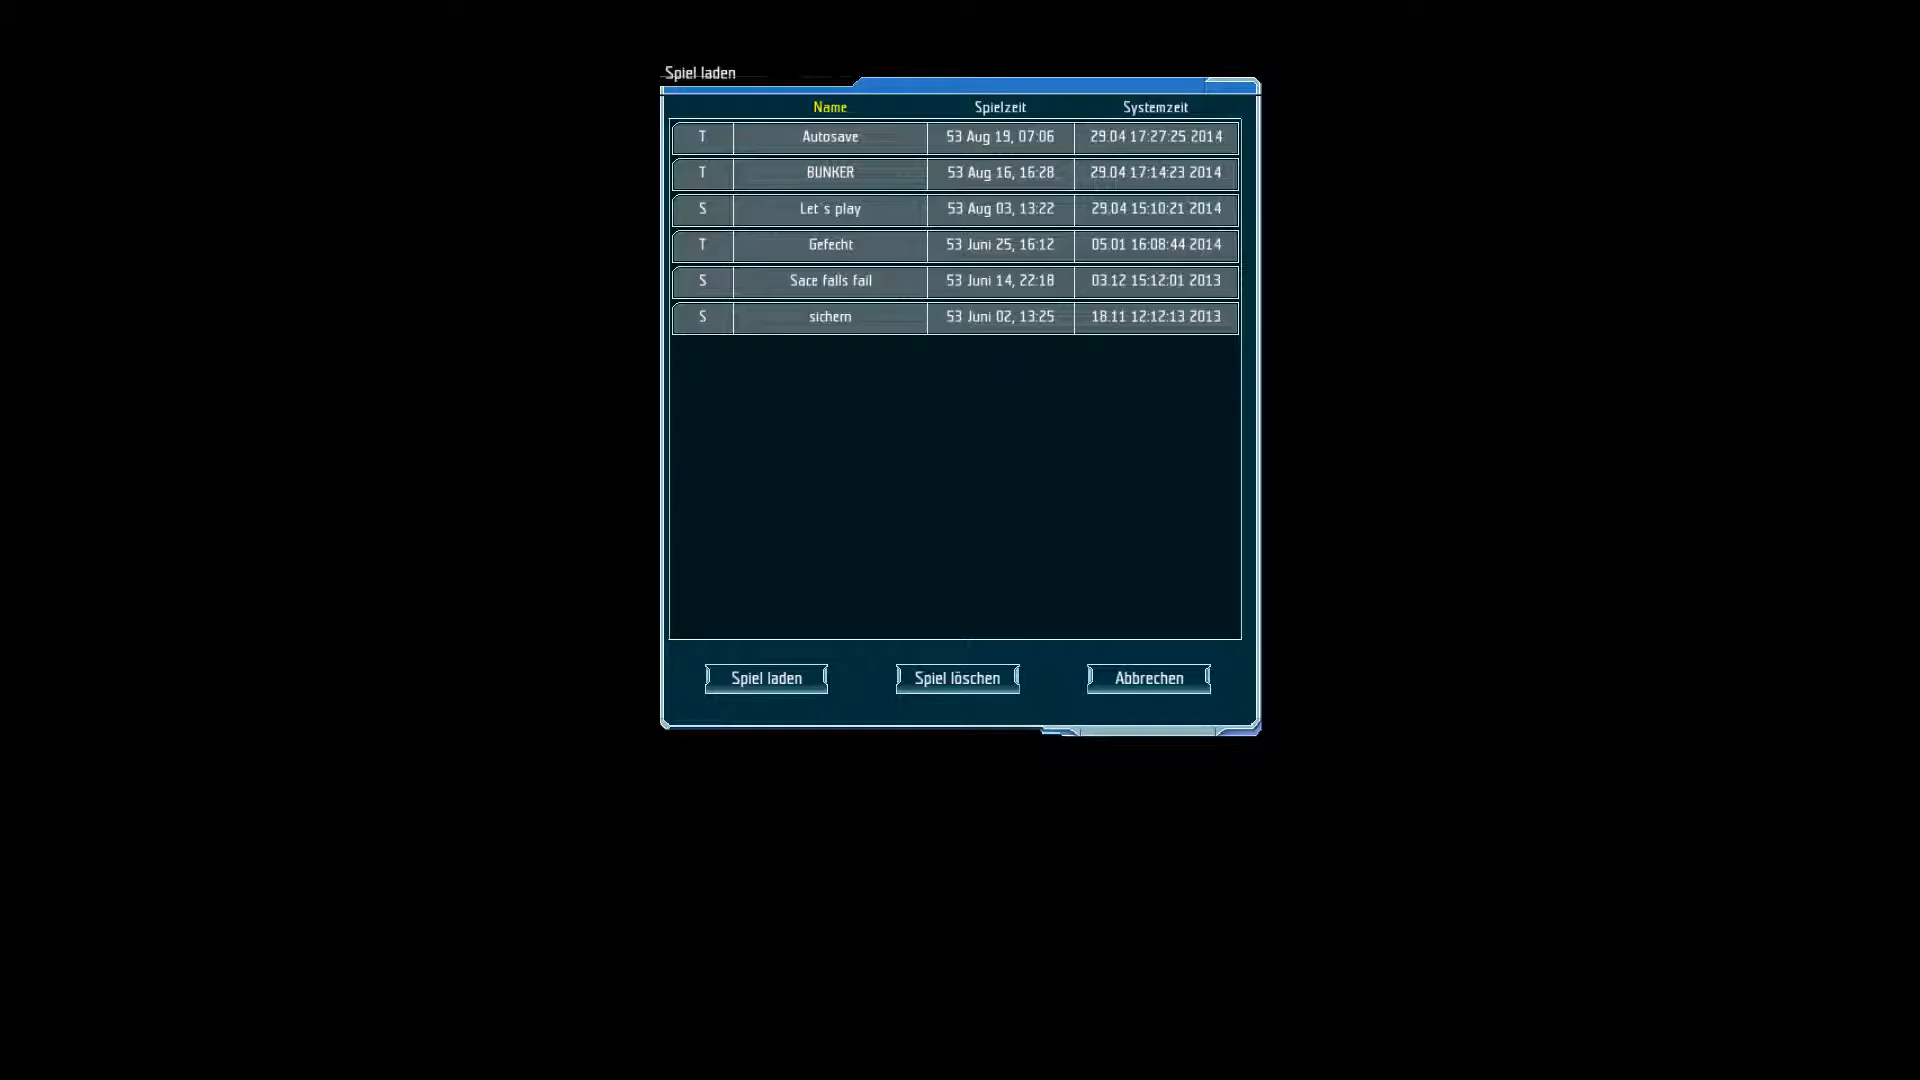 Spiel laden
Name Spielzeit Systemzeit
T Autosave 53 Aug 19, 07:06 29.04 17:27:25 2014
T BUNKER 53 Aug 16, 16:28 29.04 17:14:23 2014
S Let´s play 53 Aug 03, 13:22 29.04 15:10:21 2014
T Gefecht 53 Juni 25, 16:12 05.01 16:08:44 2014
S Sace falls fail 53 Juni 14, 22:18 03.12 15:12:01 2013
S sichern 53 Juni 02, 13:25 18.11 12:12:13 2013
Spiel laden Spiel löschen Abbrechen